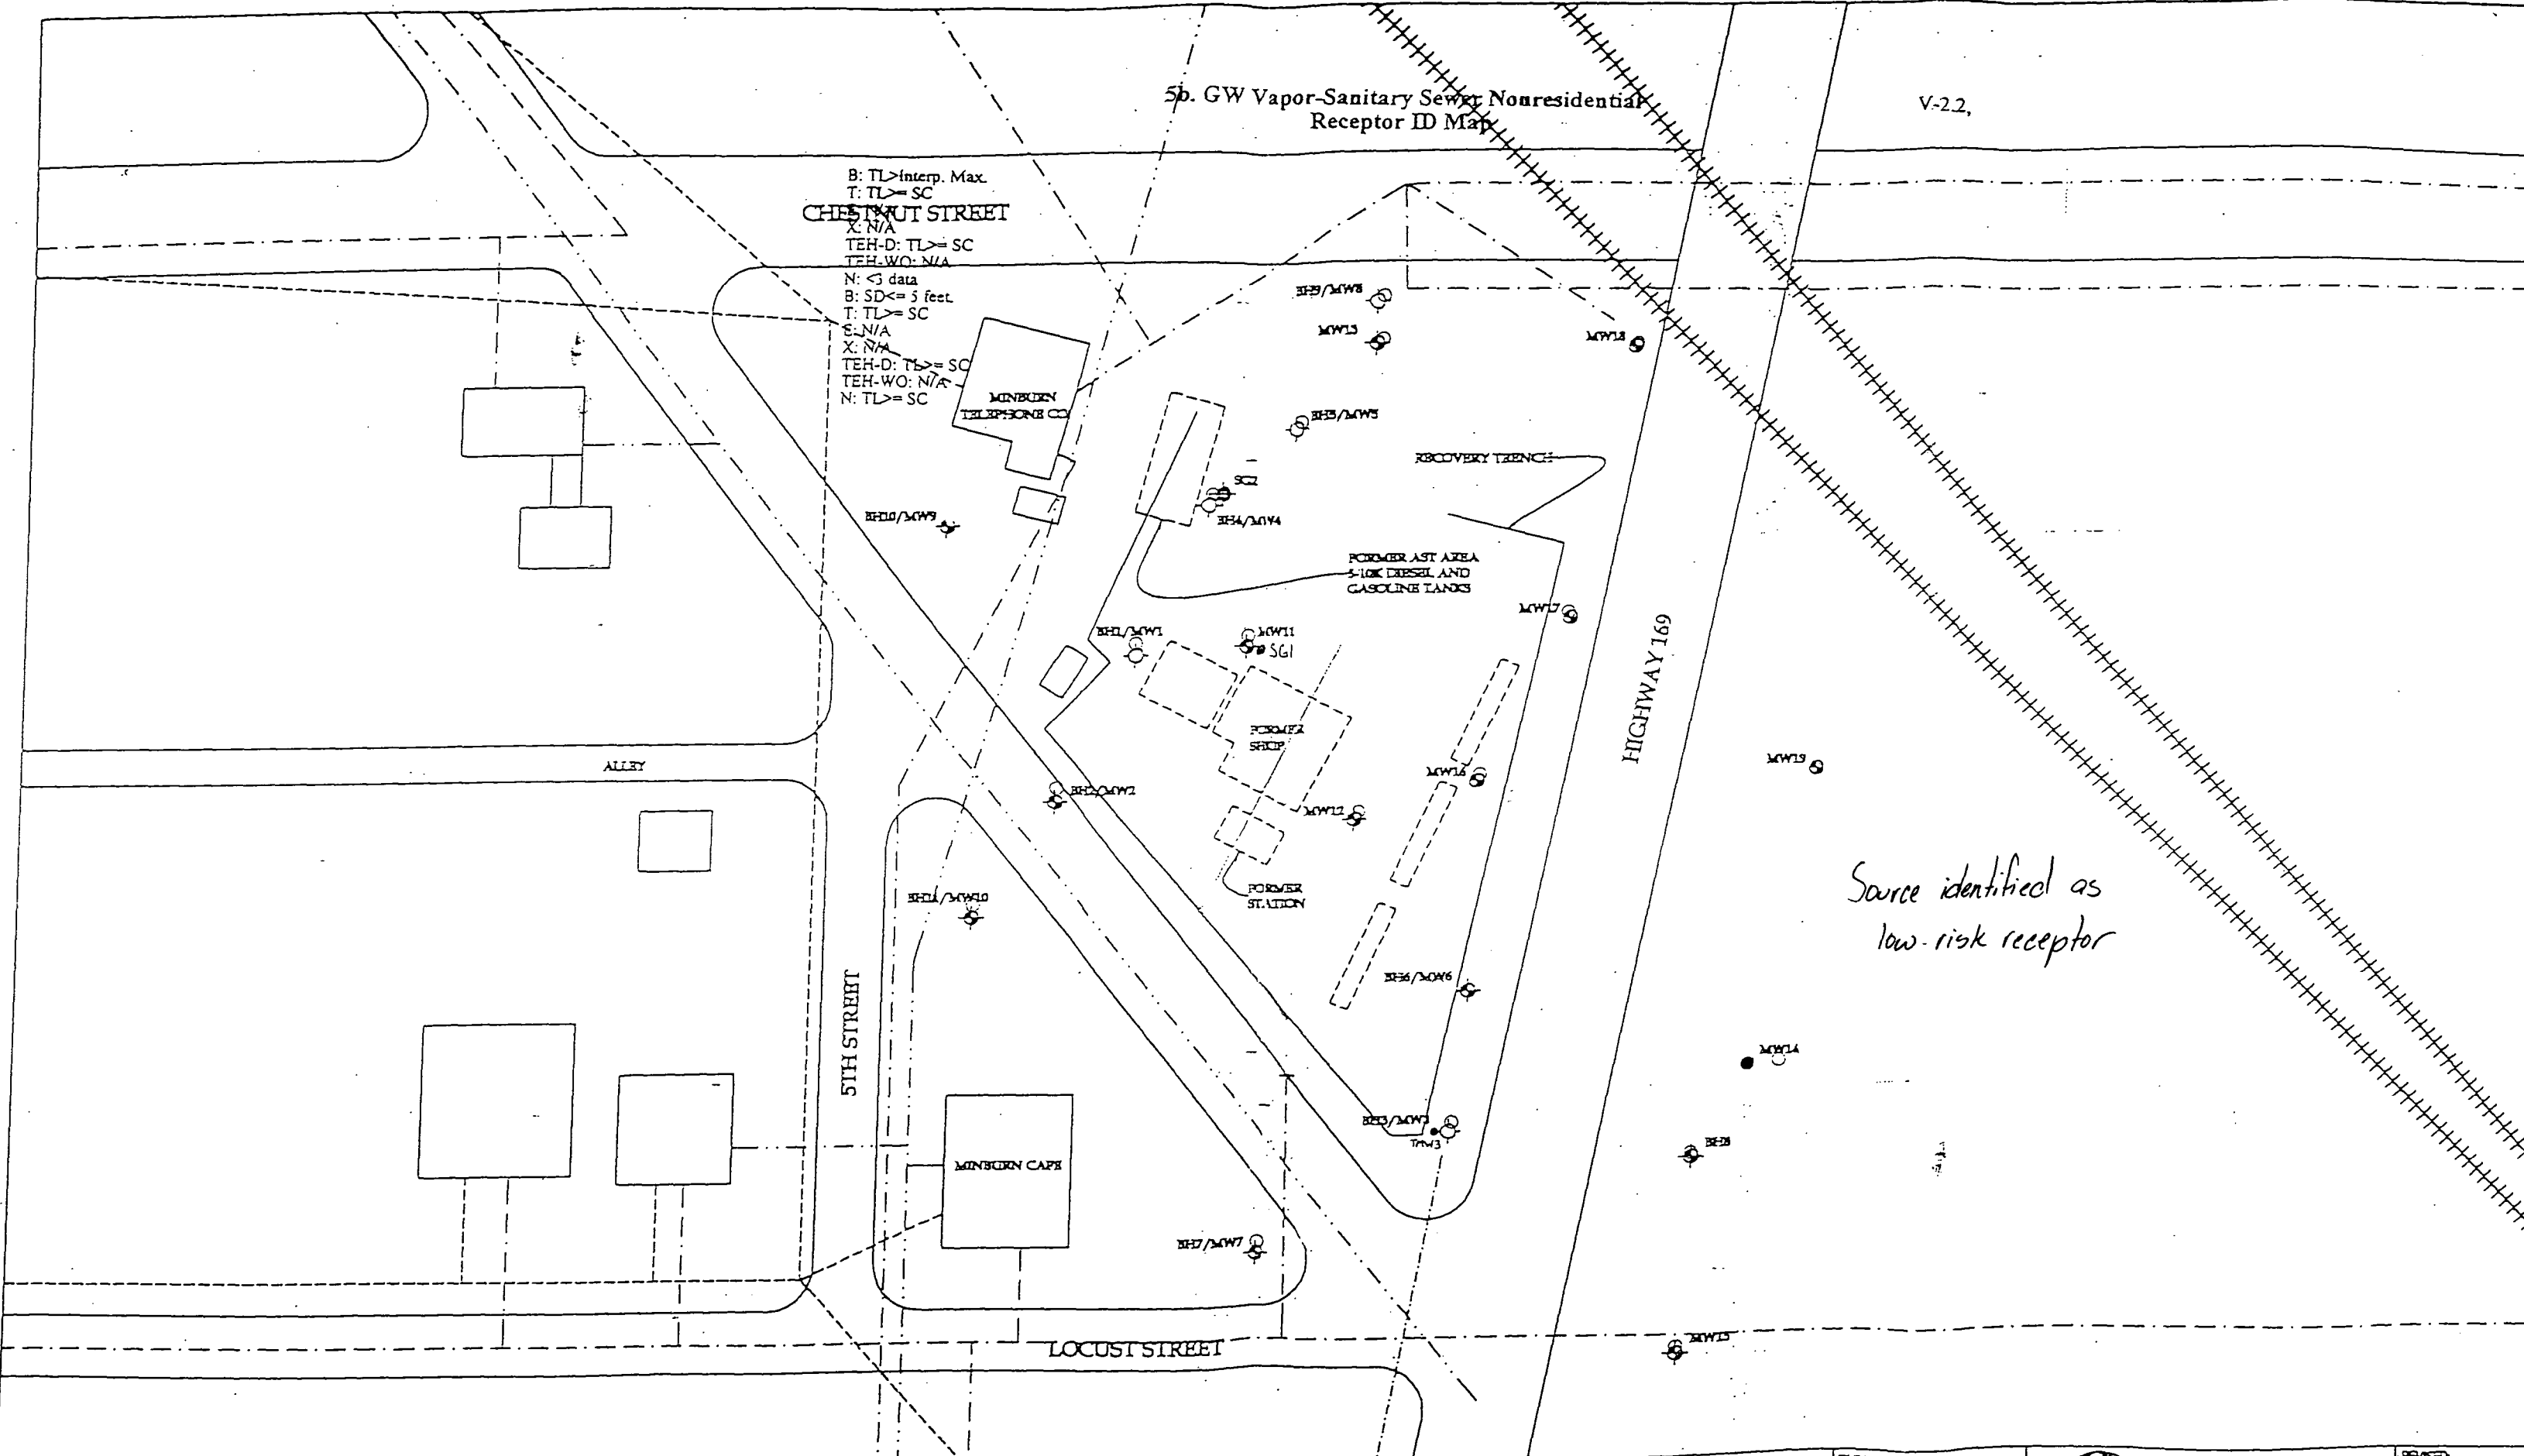 5b. GW Vapor-Sanitary Sewer Nonresidential
Receptor ID Map
V-2.2,
B: TL>Interp. Max.
T: TL>= SC
CHESTNUT STREET
X: N/A
TEH-D: TL>= SC
TEH-WO: N/A
N: <3 data
B: SD<= 5 feet.
T: TL>= SC
E: N/A
X: N/A
TEH-D: TL>= SC
TEH-WO: N/A
N: TL>= SC
BH9/MW8
MW13
MW18
MINBURN
TELEPHONE CO
BH5/MW5
RECOVERY TRENCH
SG2
BH4/MW4
BH10/MW9
FORMER AST AREA
5-10K DIESEL AND
GASOLINE TANKS
MW17
BH1/MW1
MW11
SG1
HIGHWAY 169
FORMER
SHOP
ALLEY
MW19
MW16
BH2/MW2
MW12
FORMER
STATION
BH11/MW10
Source identified as
low-risk receptor
BH6/MW6
5TH STREET
MW14
BH3/MW3
TMW3
BH8
MINBURN CAFE
BH7/MW7
LOCUST STREET
MW15